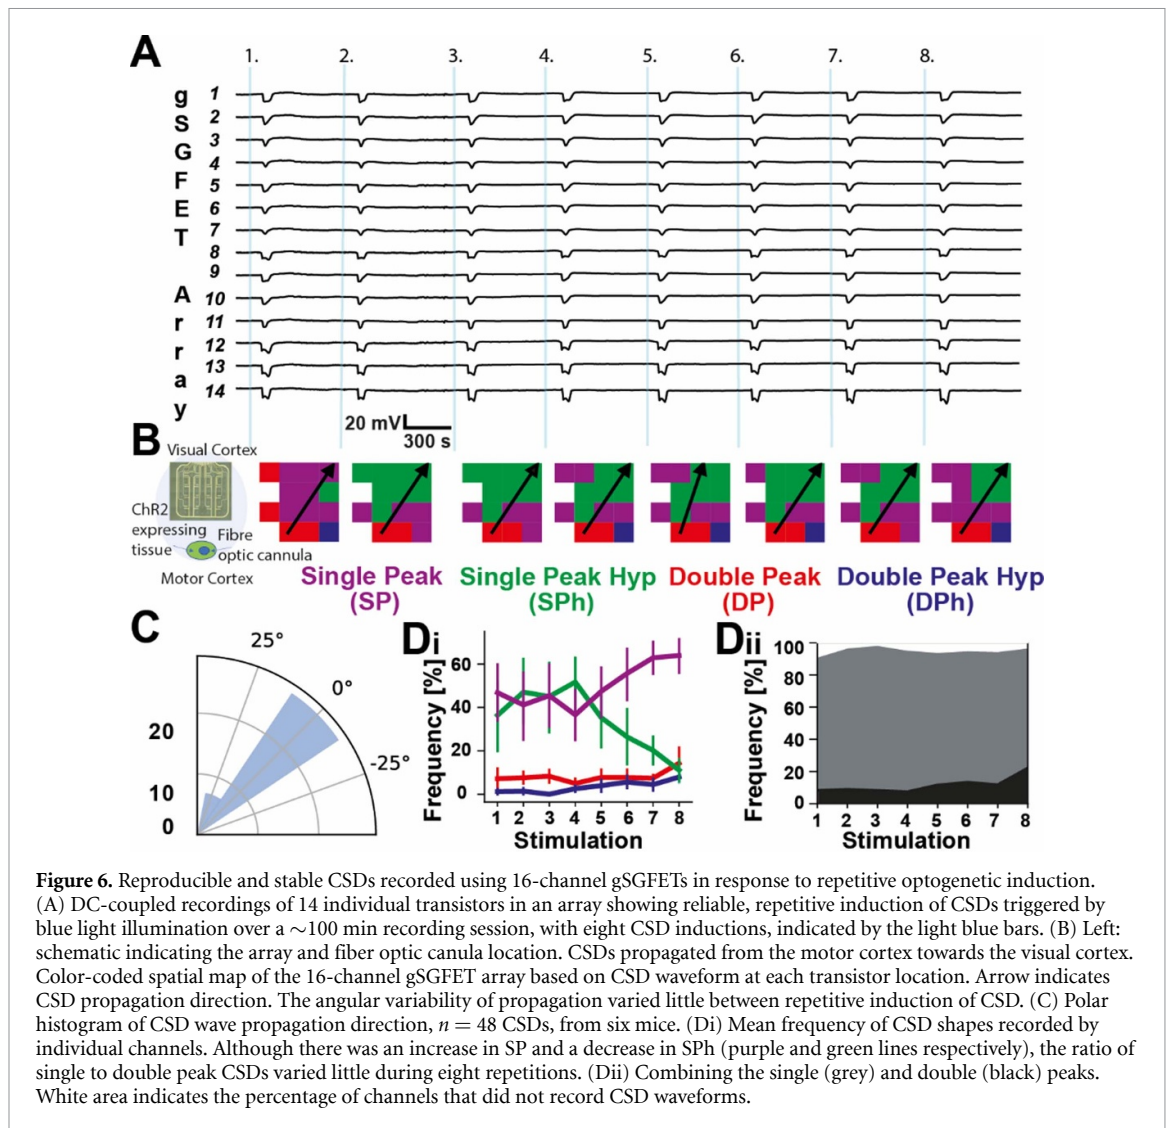 A
1. 2. 3. 4. 5. 6. 7. 8.
g
S
G
F
E
T
A
r
r
a
y
1
2
3
4
5
6
7
8
9
10
11
12
13
14
20 mV
300 s
B
Visual Cortex
ChR2
expressing
tissue
Fibre
optic cannula
Motor Cortex
Single Peak
(SP)
Single Peak Hyp
(SPh)
Double Peak
(DP)
Double Peak Hyp
(DPh)
C
25°
0°
-25°
20
10
0
Di
Frequency [%]
60
40
20
0
1 2 3 4 5 6 7 8
Stimulation
Dii
Frequency [%]
100
80
60
40
20
0
1 2 3 4 5 6 7 8
Stimulation
Figure 6. Reproducible and stable CSDs recorded using 16-channel gSGFETs in response to repetitive optogenetic induction.
(A) DC-coupled recordings of 14 individual transistors in an array showing reliable, repetitive induction of CSDs triggered by
blue light illumination over a ∼100 min recording session, with eight CSD inductions, indicated by the light blue bars. (B) Left:
schematic indicating the array and fiber optic canula location. CSDs propagated from the motor cortex towards the visual cortex.
Color-coded spatial map of the 16-channel gSGFET array based on CSD waveform at each transistor location. Arrow indicates
CSD propagation direction. The angular variability of propagation varied little between repetitive induction of CSD. (C) Polar
histogram of CSD wave propagation direction, n = 48 CSDs, from six mice. (Di) Mean frequency of CSD shapes recorded by
individual channels. Although there was an increase in SP and a decrease in SPh (purple and green lines respectively), the ratio of
single to double peak CSDs varied little during eight repetitions. (Dii) Combining the single (grey) and double (black) peaks.
White area indicates the percentage of channels that did not record CSD waveforms.